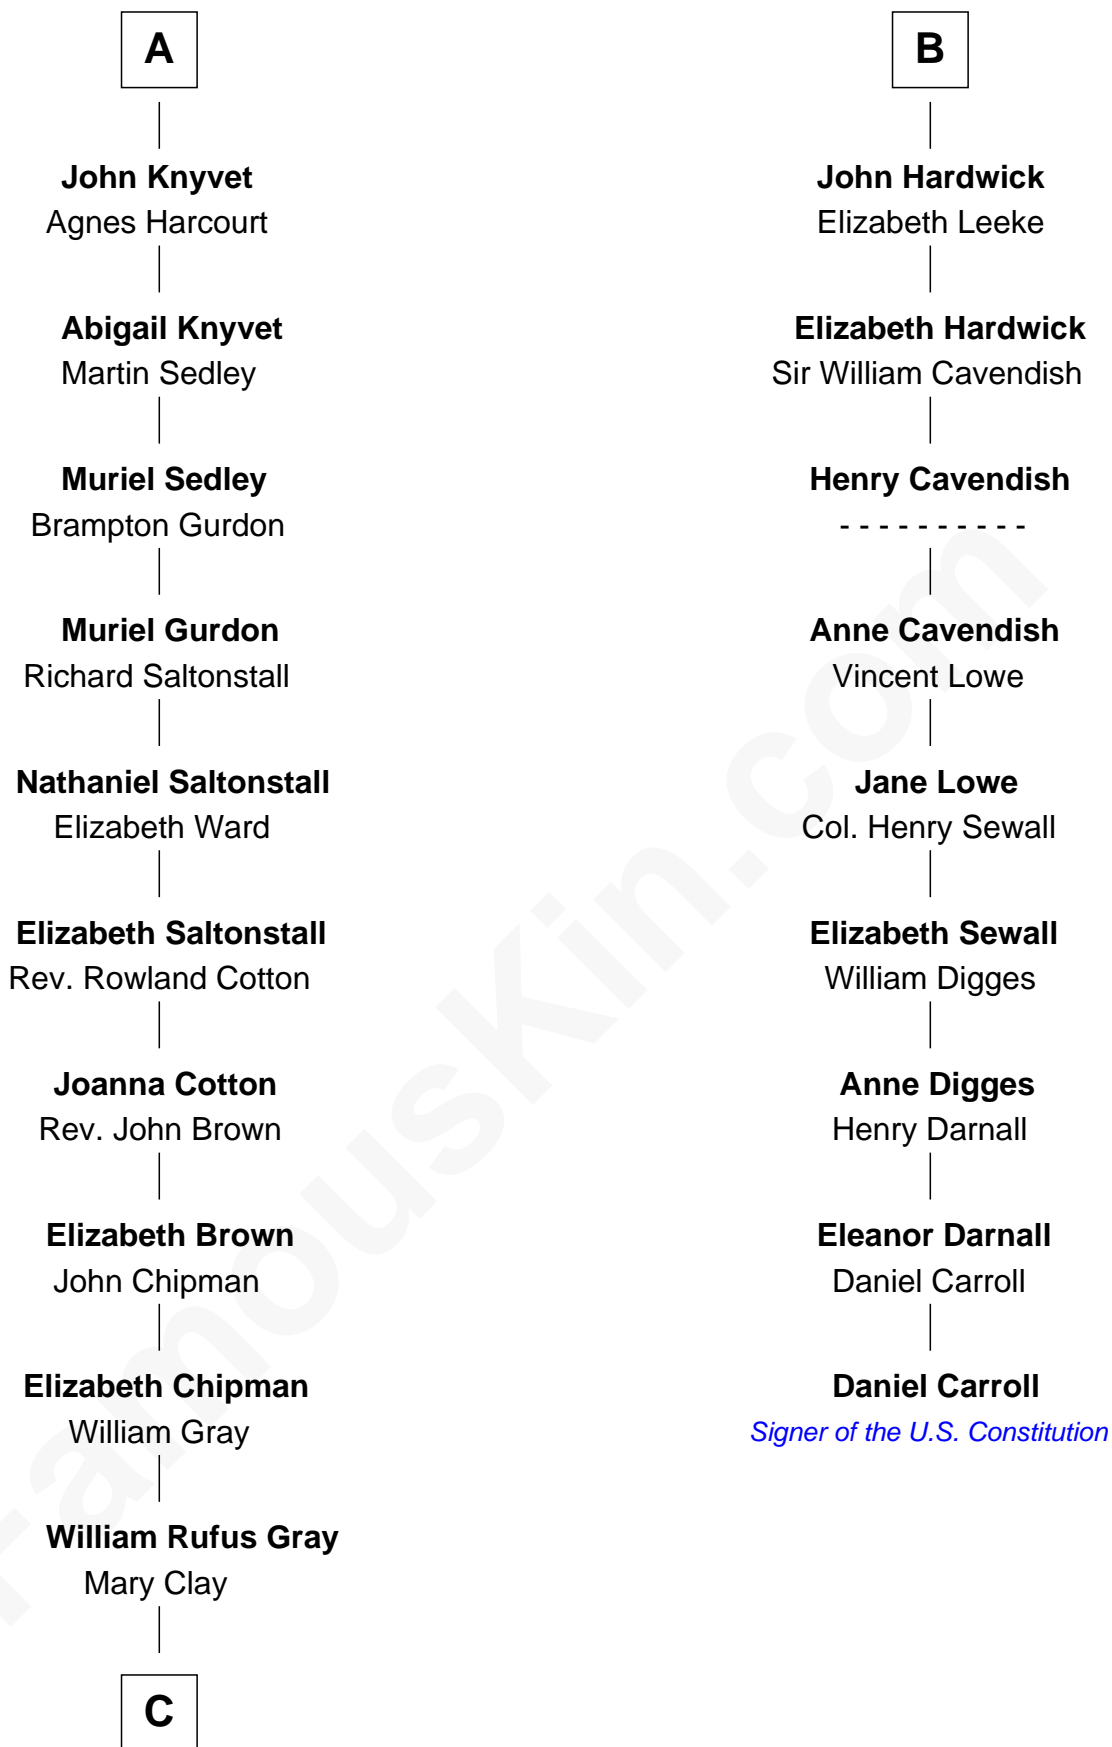 A
John Knyvet
Agnes Harcourt
Abigail Knyvet
Martin Sedley
Muriel Sedley
Brampton Gurdon
Muriel Gurdon
Richard Saltonstall
Nathaniel Saltonstall
Elizabeth Ward
Elizabeth Saltonstall
Rev. Rowland Cotton
Joanna Cotton
Rev. John Brown
Elizabeth Brown
John Chipman
Elizabeth Chipman
William Gray
William Rufus Gray
Mary Clay
C
B
John Hardwick
Elizabeth Leeke
Elizabeth Hardwick
Sir William Cavendish
Henry Cavendish
- - - - - - - - - -
Anne Cavendish
Vincent Lowe
Jane Lowe
Col. Henry Sewall
Elizabeth Sewall
William Digges
Anne Digges
Henry Darnall
Eleanor Darnall
Daniel Carroll
Daniel Carroll
Signer of the U.S. Constitution
FamousKin.com